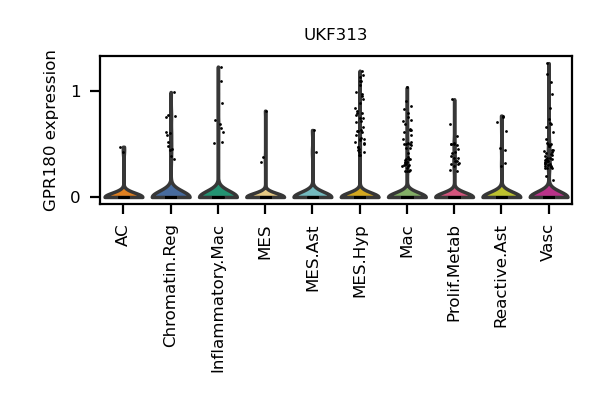 UKF313
GPR180 expression
1
0
AC
Chromatin.Reg
Inflammatory.Mac
MES
MES.Ast
MES.Hyp
Mac
Prolif.Metab
Reactive.Ast
Vasc